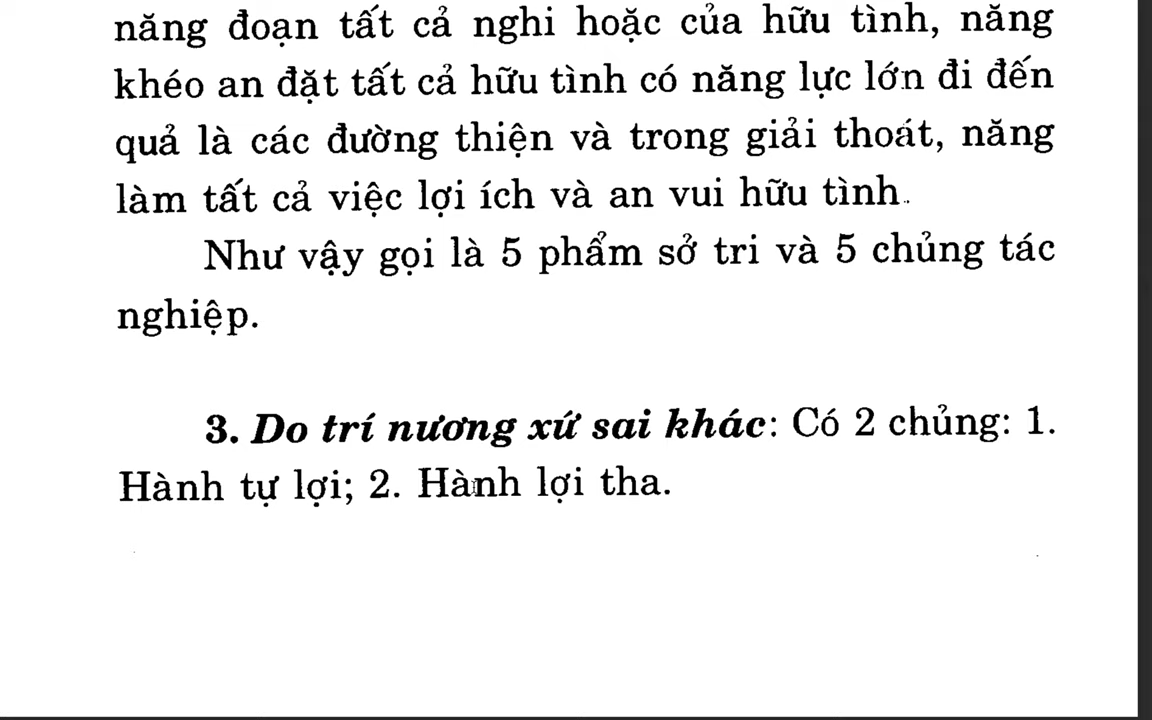 năng đoạn tất cả nghi hoặc của hữu tình, năng
khéo an đặt tất cả hữu tình có năng lực lớn đi đến
quả là các đường thiện và trong giải thoát, năng
làm tất cả việc lợi ích và an vui hữu tình.
Như vậy gọi là 5 phẩm sở tri và 5 chủng tác
nghiệp.
3. Do trí nương xứ sai khác: Có 2 chủng: 1.
Hành tự lợi; 2. Hành lợi tha.